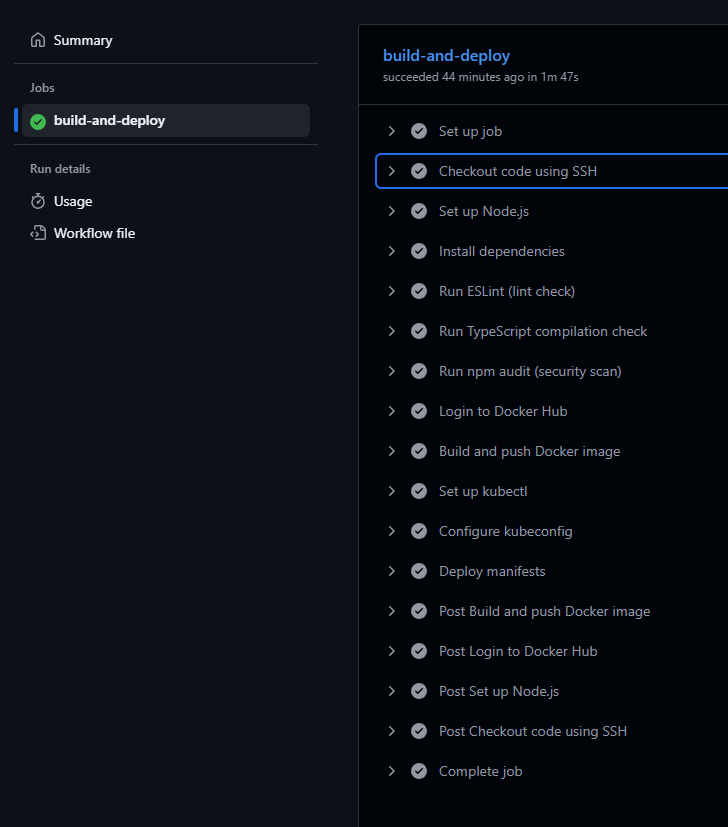 Summary
Jobs
build-and-deploy
Run details
Usage
Workflow file
build-and-deploy
succeeded 44 minutes ago in 1m 47s
Set up job
Checkout code using SSH
Set up Node.js
Install dependencies
Run ESLint (lint check)
Run TypeScript compilation check
Run npm audit (security scan)
Login to Docker Hub
Build and push Docker image
Set up kubectl
Configure kubeconfig
Deploy manifests
Post Build and push Docker image
Post Login to Docker Hub
Post Set up Node.js
Post Checkout code using SSH
Complete job